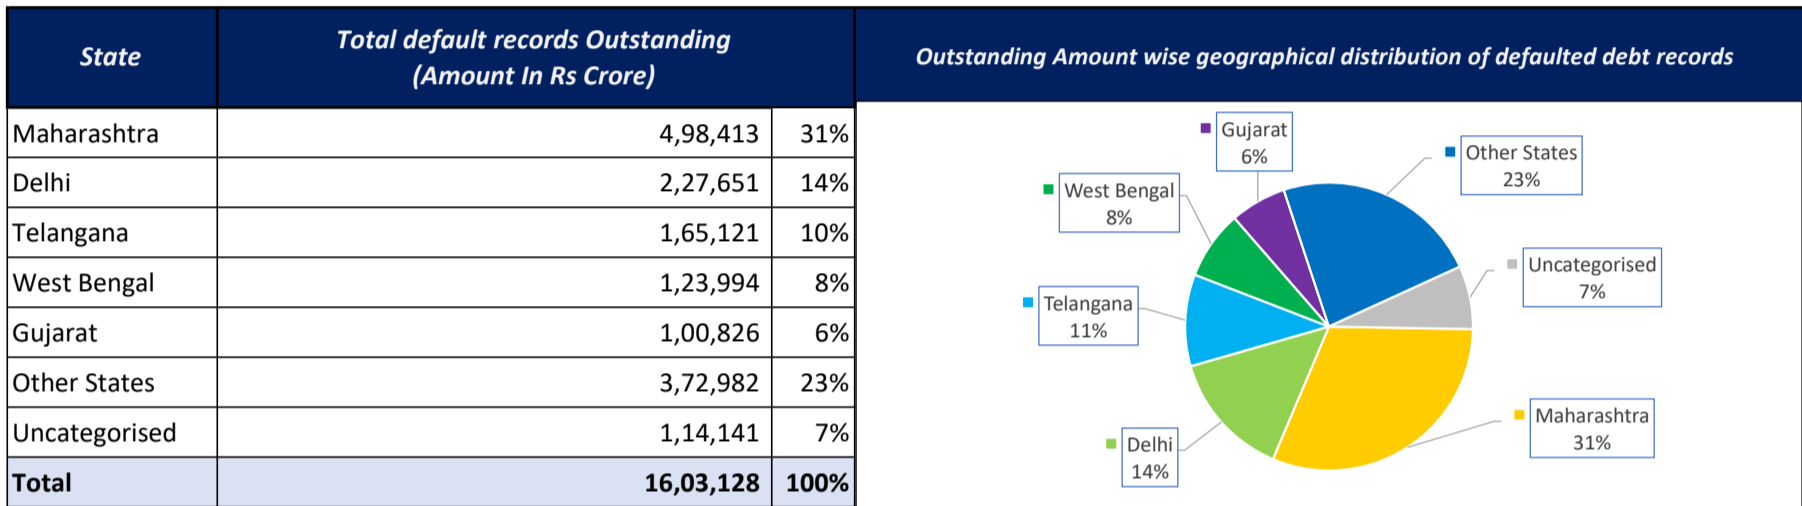 State
Total default records Outstanding
(Amount In Rs Crore)
Outstanding Amount wise geographical distribution of defaulted debt records
Maharashtra 4,98,413 31%
Delhi 2,27,651 14%
Telangana 1,65,121 10%
West Bengal 1,23,994 8%
Gujarat 1,00,826 6%
Other States 3,72,982 23%
Uncategorised 1,14,141 7%
Total 16,03,128 100%
Gujarat
6%
Other States
23%
West Bengal
8%
Uncategorised
7%
Telangana
11%
Maharashtra
31%
Delhi
14%